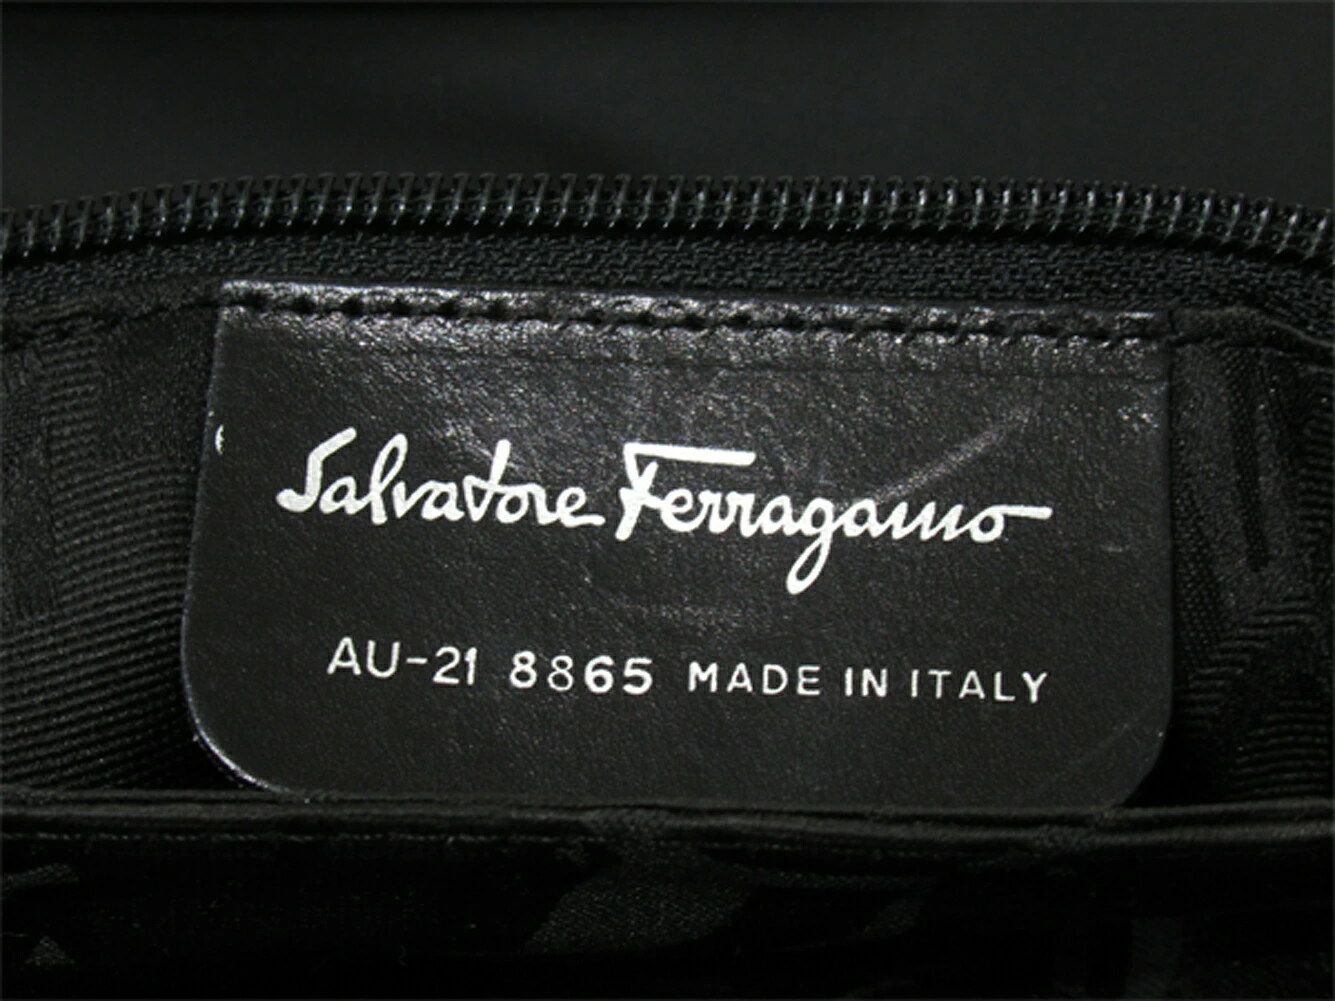 Salvatore Ferragamo
AU-21 8865 MADE IN ITALY